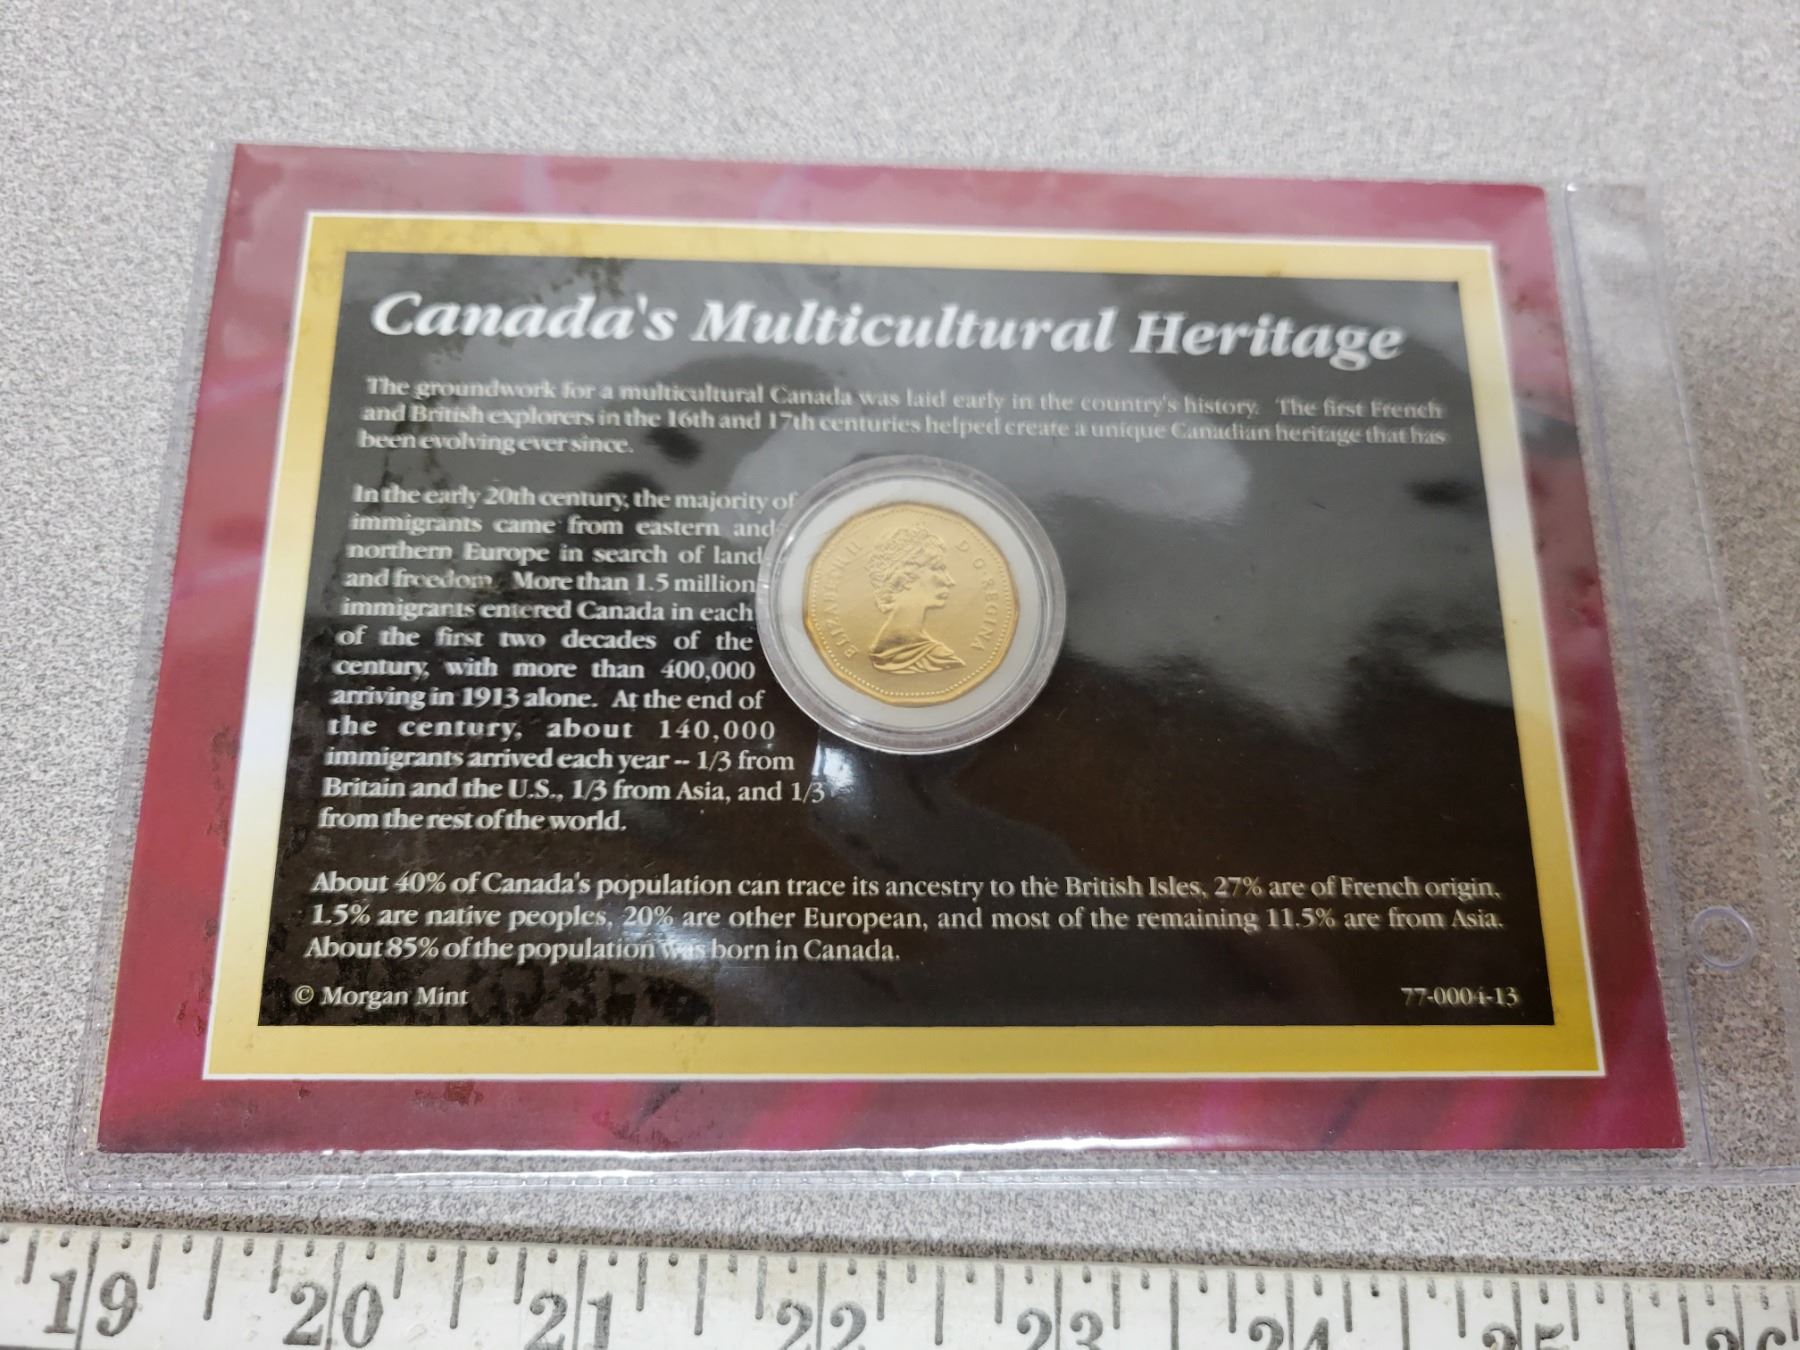 Canada's Multicultural Heritage
The groundwork for a multicultural Canada was laid early in the country's history. The first French
and British explorers in the 16th and 17th centuries helped create a unique Canadian heritage that has
been evolving ever since.
In the early 20th century, the majority of
immigrants came from eastern and
northern Europe in search of land
and freedom. More than 1.5 million
immigrants entered Canada in each
of the first two decades of the
century, with more than 400,000
arriving in 1913 alone. At the end of
the century, about 140,000
immigrants arrived each year -- 1/3 from
Britain and the U.S., 1/3 from Asia, and 1/3
from the rest of the world.
ELIZABETH II D·G·REGINA
About 40% of Canada's population can trace its ancestry to the British Isles, 27% are of French origin,
1.5% are native peoples, 20% are other European, and most of the remaining 11.5% are from Asia.
About 85% of the population was born in Canada.
© Morgan Mint 77-0004-13
19 20 21 22 23 24 25 26